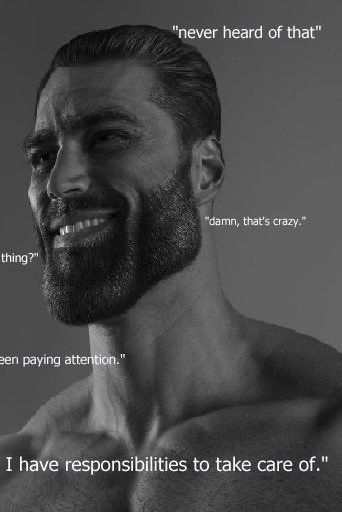 "never heard of that"
"damn, that's crazy."
thing?"
een paying attention."
I have responsibilities to take care of."